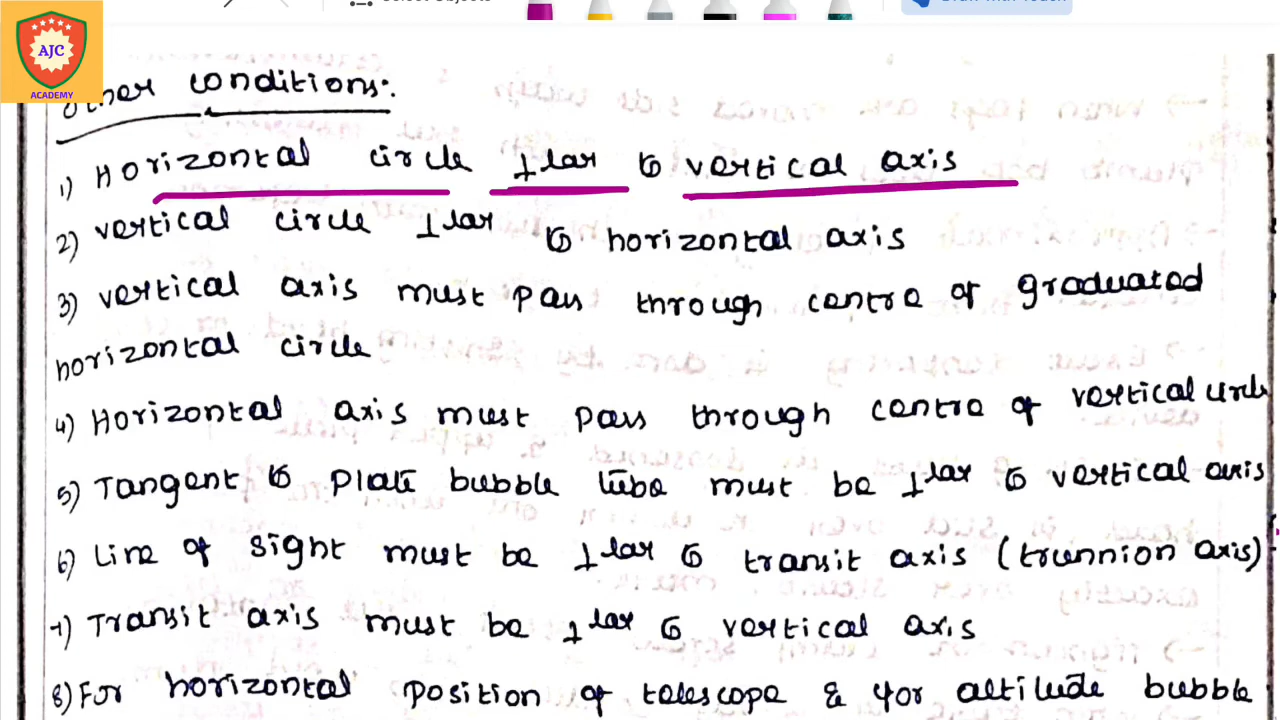 AJC
ACADEMY
other conditions:
1) Horizontal circle ⊥lar to vertical axis
2) vertical circle ⊥lar to horizontal axis
3) vertical axis must pass through centre of graduated
horizontal circle
4) Horizontal axis must pass through centre of vertical circle
5) Tangent to plate bubble tube must be ⊥lar to vertical axis
6) Line of sight must be ⊥lar to transit axis (trunnion axis)
7) Transit axis must be ⊥lar to vertical axis
8) For horizontal position of telescope & for altitude bubble